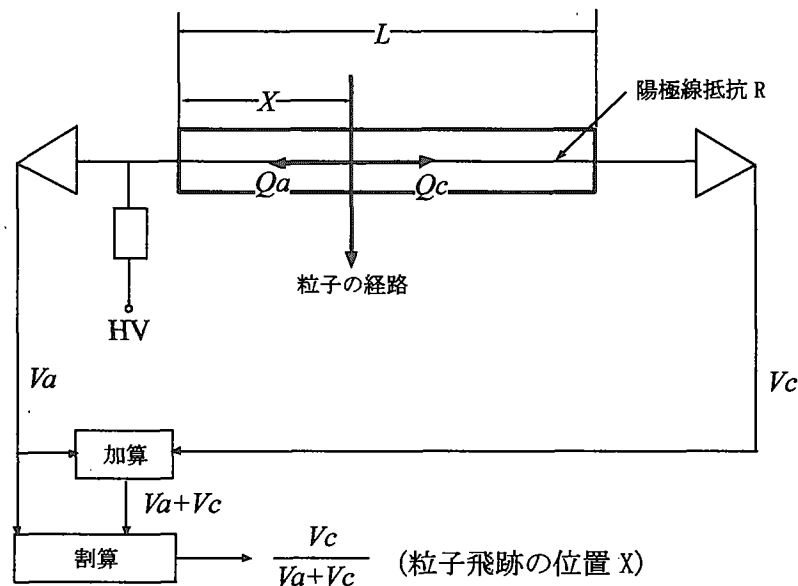 L
X
陽極線抵抗 R
Qa
Qc
粒子の経路
HV
Va
Vc
加算
Va+Vc
割算
Vc
Va+Vc
(粒子飛跡の位置 X)